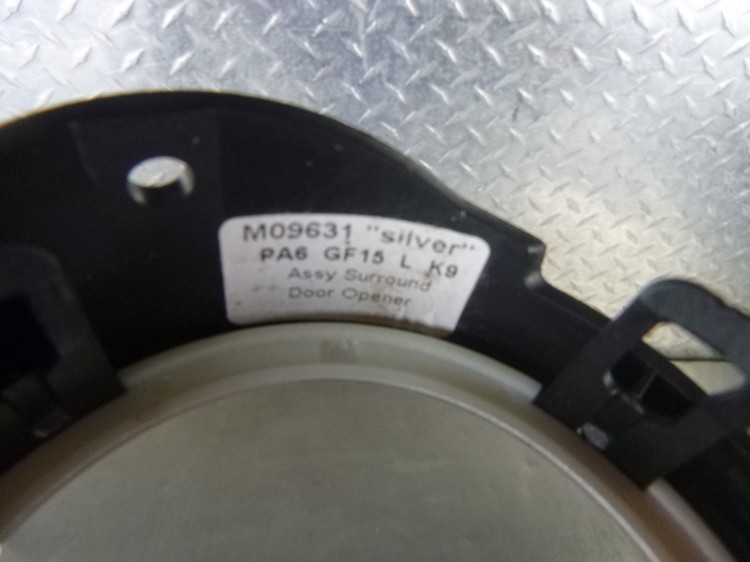 M09631 "silver"
PA6 GF15 L K9
Assy Surround
Door Opener